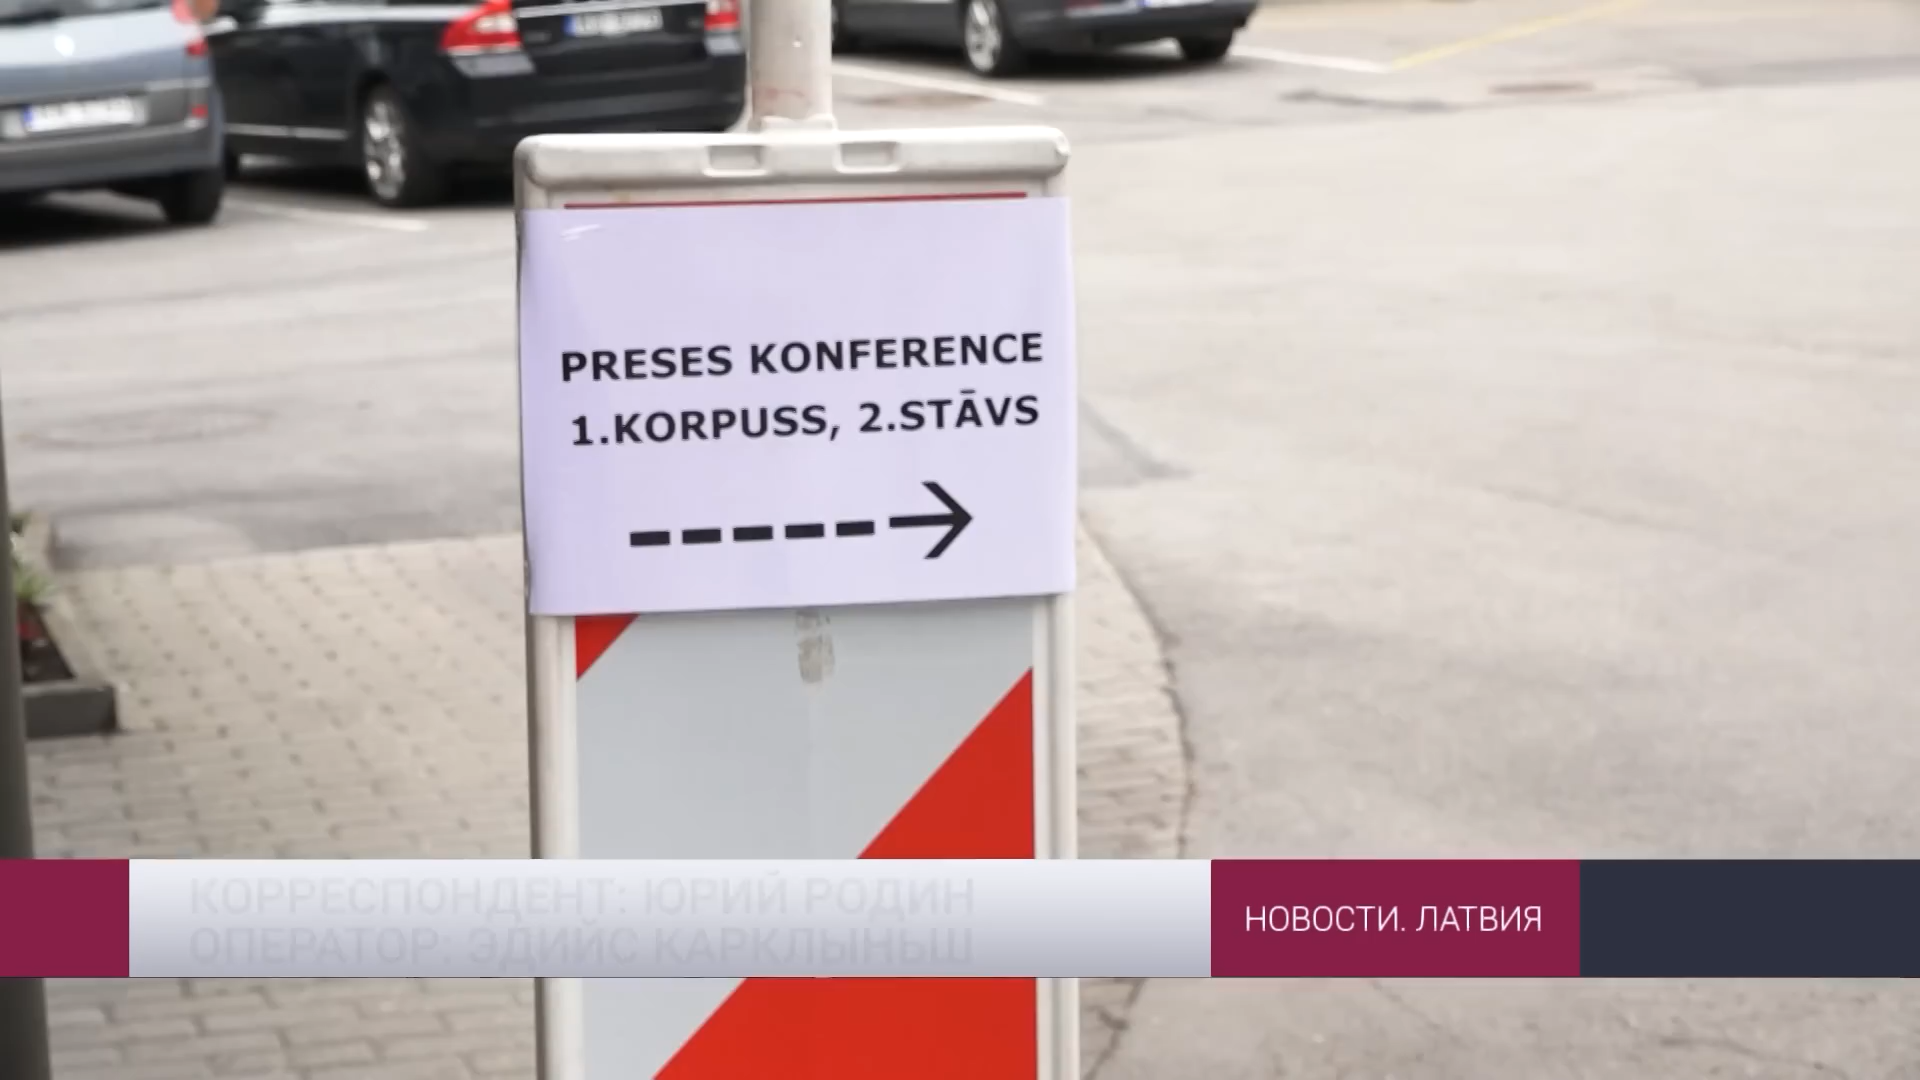 PRESES KONFERENCE
1.KORPUSS, 2.STĀVS
КОРРЕСПОНДЕНТ: ЮРИЙ РОДИН
ОПЕРАТОР: ЭДИЙС КАРКЛЫНЬШ
НОВОСТИ. ЛАТВИЯ